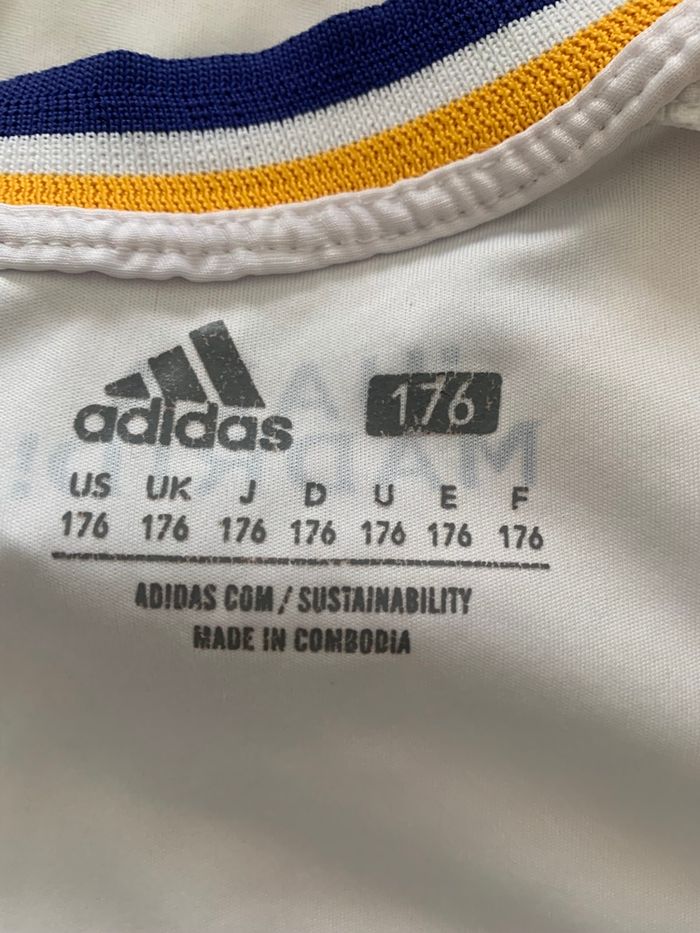 adidas 176
US UK J D U E F
176 176 176 176 176 176 176
ADIDAS COM / SUSTAINABILITY
MADE IN COMBODIA